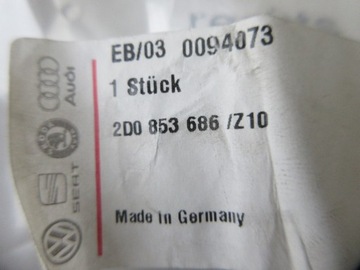 EB/03 0094073
1 Stück
2D0 853 686 /Z10
Made in Germany
Audi
SEAT